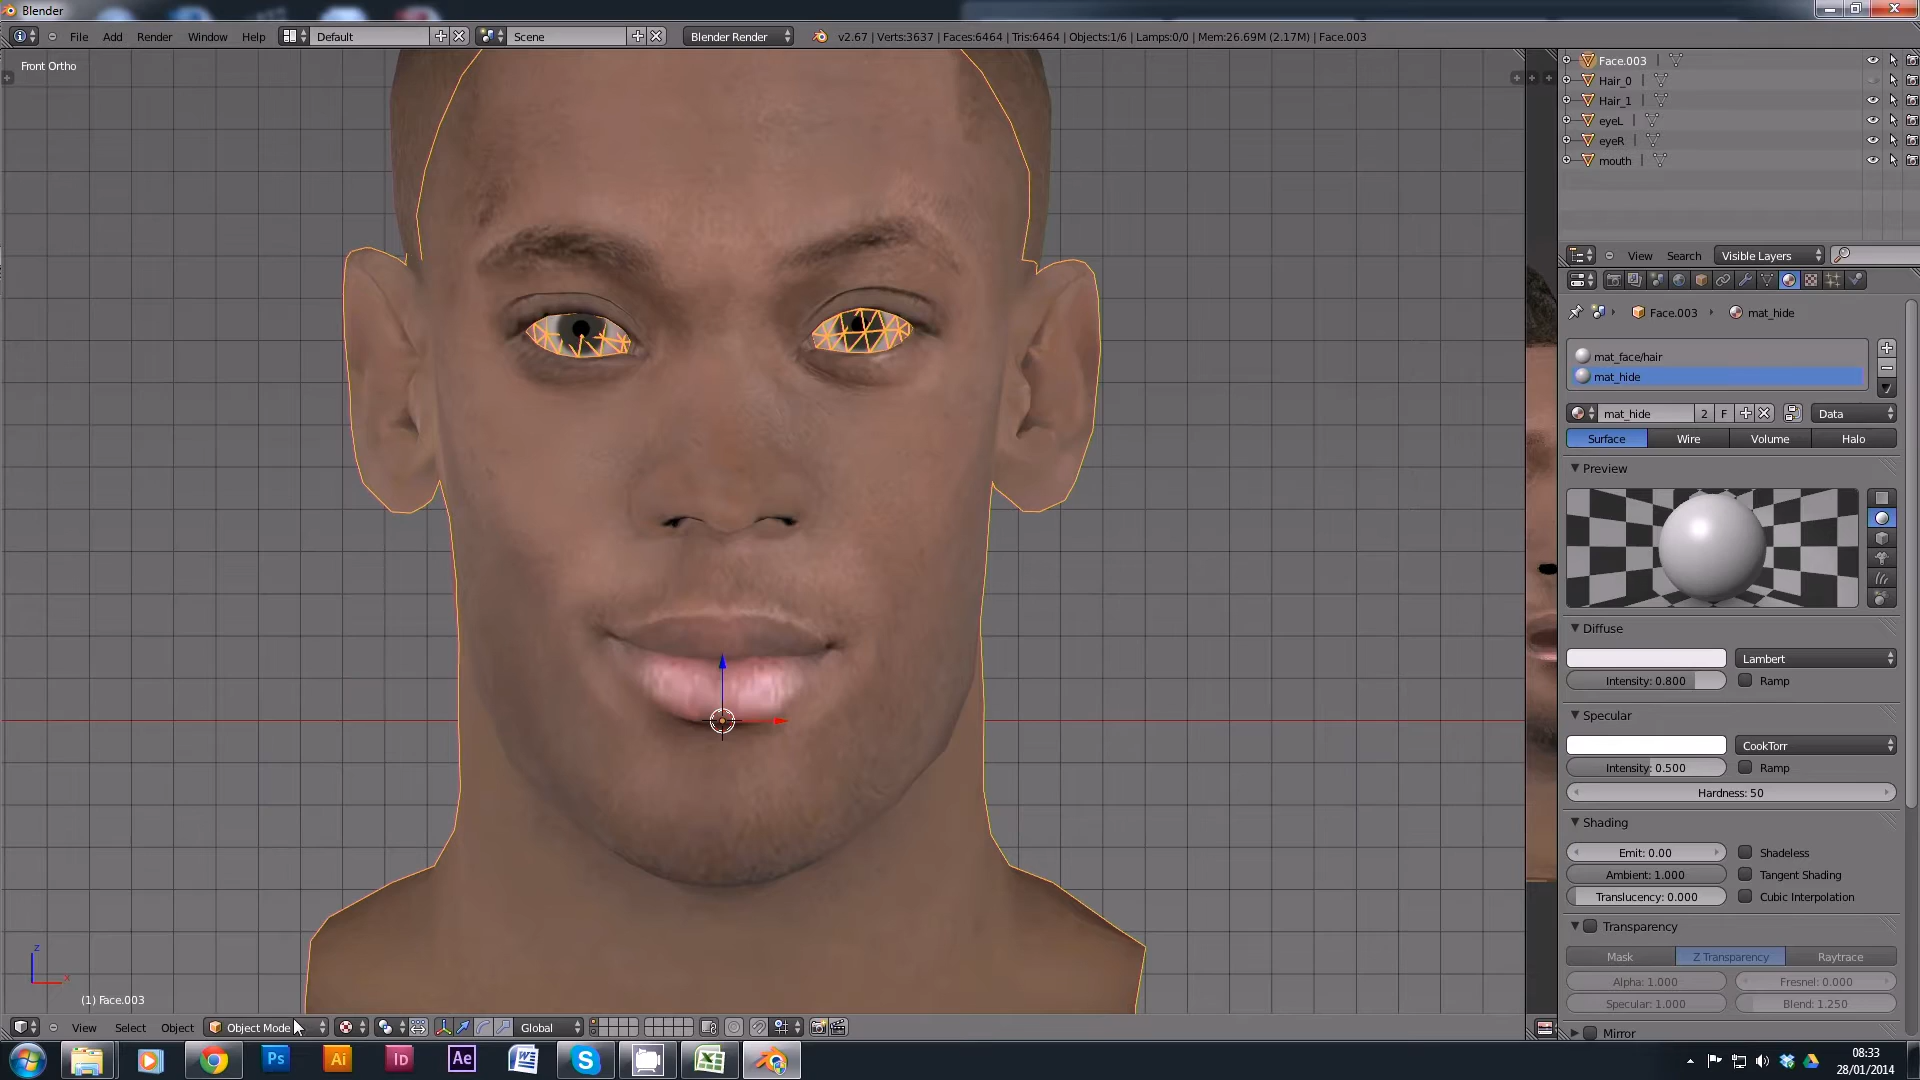 Blender
File Add Render Window Help Default Scene Blender Render v2.67 | Verts:3637 | Faces:6464 | Tris:6464 | Objects:1/6 | Lamps:0/0 | Mem:26.69M (2.17M) | Face.003
Front Ortho
Face.003
Hair_0
Hair_1
eyeL
eyeR
mouth
View Search Visible Layers
Face.003 mat_hide
mat_face/hair
mat_hide
mat_hide 2 F Data
Surface Wire Volume Halo
Preview
Diffuse
Lambert
Intensity: 0.800 Ramp
Specular
CookTorr
Intensity: 0.500 Ramp
Hardness: 50
Shading
Emit: 0.00 Shadeless
Ambient: 1.000 Tangent Shading
Translucency: 0.000 Cubic Interpolation
Transparency
Mask Z Transparency Raytrace
Alpha: 1.000 Fresnel: 0.000
Specular: 1.000 Blend: 1.250
Mirror
z
x
(1) Face.003
View Select Object Object Mode Global
Ps Ai Id Ae W S X
08:33
28/01/2014